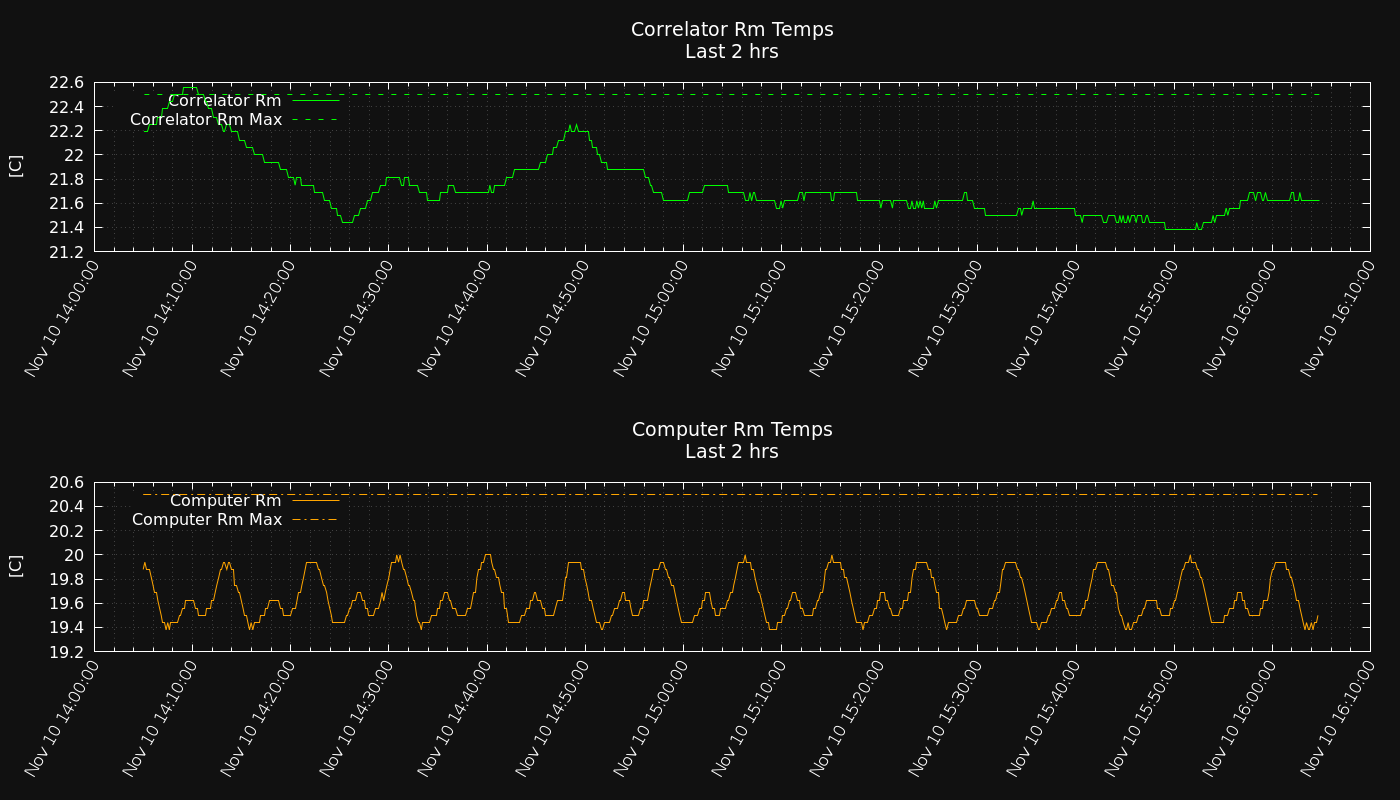 Correlator Rm Temps
Last 2 hrs
22.6
22.4
22.2
22
21.8
21.6
21.4
21.2
[C]
Correlator Rm
Correlator Rm Max
Nov 10 14:00:00
Nov 10 14:10:00
Nov 10 14:20:00
Nov 10 14:30:00
Nov 10 14:40:00
Nov 10 14:50:00
Nov 10 15:00:00
Nov 10 15:10:00
Nov 10 15:20:00
Nov 10 15:30:00
Nov 10 15:40:00
Nov 10 15:50:00
Nov 10 16:00:00
Nov 10 16:10:00
Computer Rm Temps
Last 2 hrs
20.6
20.4
20.2
20
19.8
19.6
19.4
19.2
[C]
Computer Rm
Computer Rm Max
Nov 10 14:00:00
Nov 10 14:10:00
Nov 10 14:20:00
Nov 10 14:30:00
Nov 10 14:40:00
Nov 10 14:50:00
Nov 10 15:00:00
Nov 10 15:10:00
Nov 10 15:20:00
Nov 10 15:30:00
Nov 10 15:40:00
Nov 10 15:50:00
Nov 10 16:00:00
Nov 10 16:10:00